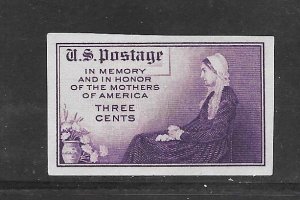 U.S. Postage
IN MEMORY
AND IN HONOR
OF THE MOTHERS
OF AMERICA
THREE
CENTS